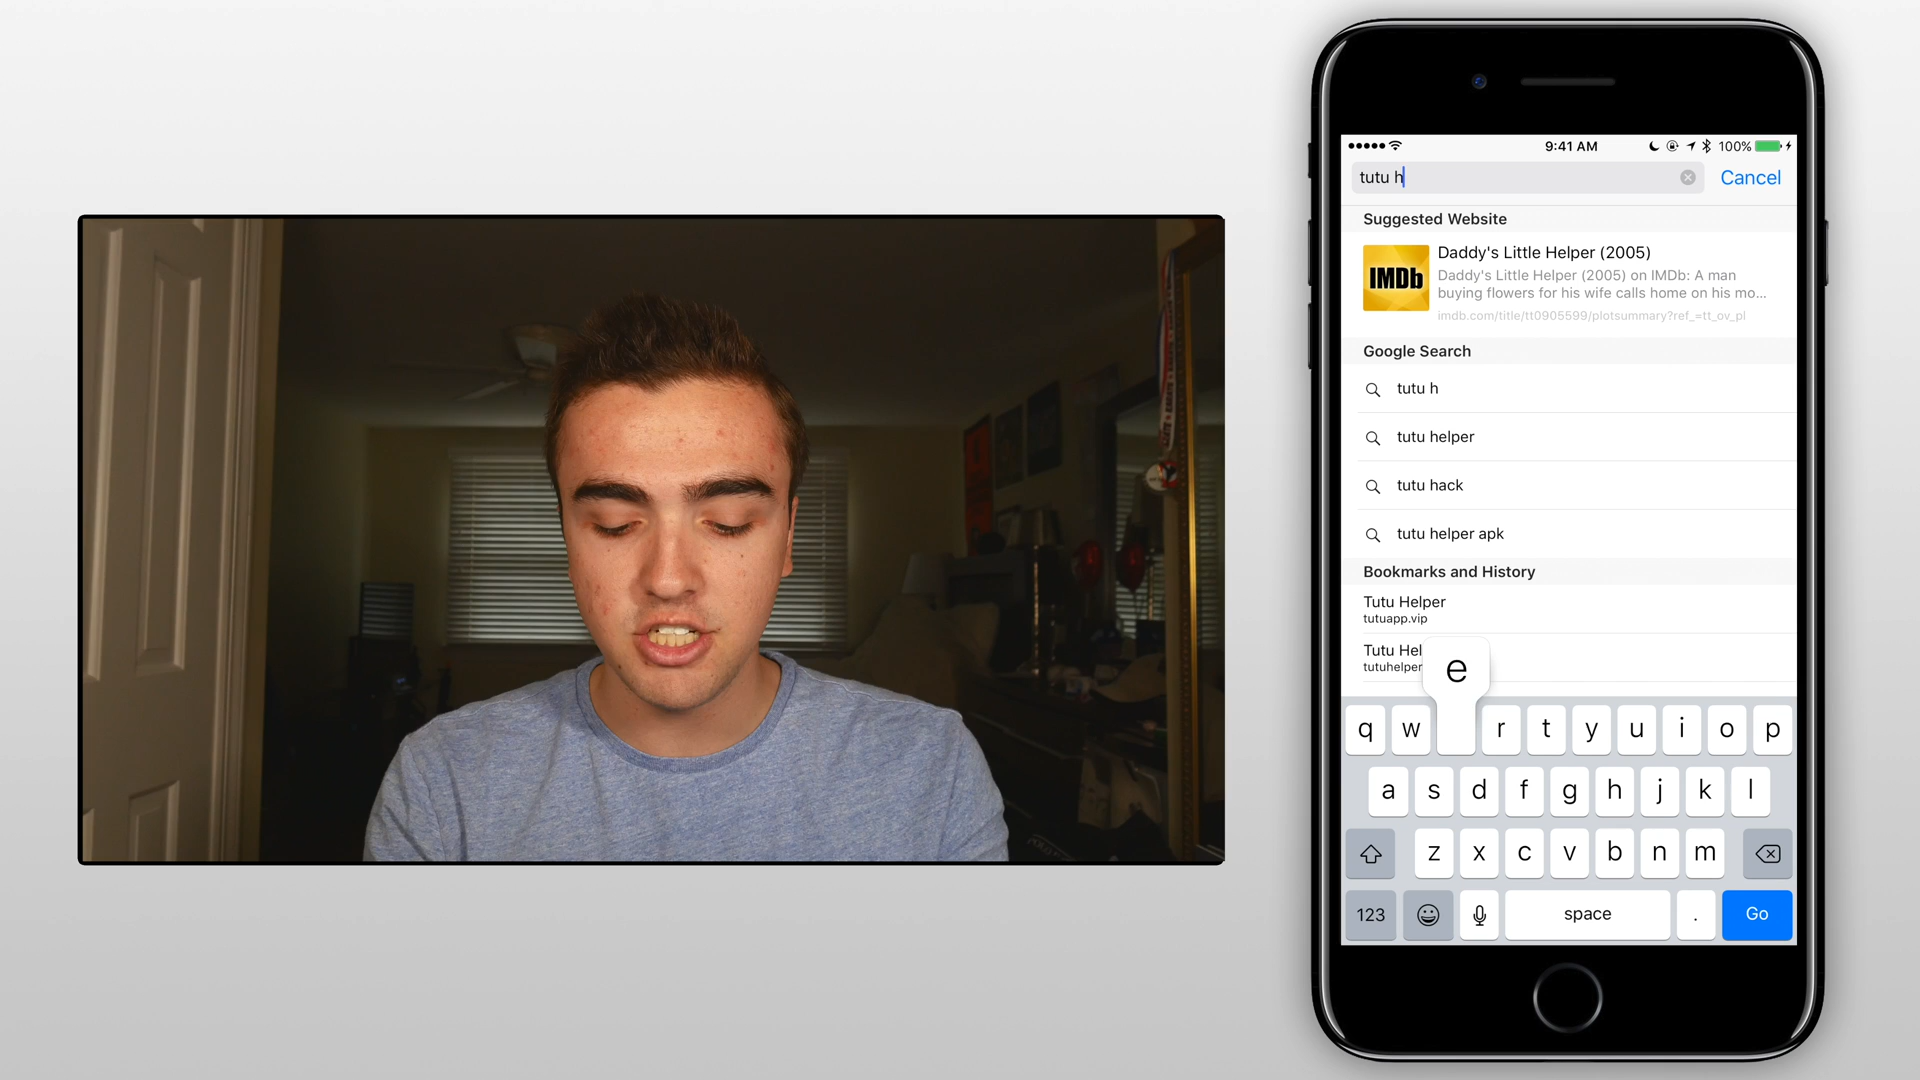 9:41 AM
100%
tutu h
Cancel
Suggested Website
IMDb
Daddy's Little Helper (2005)
Daddy's Little Helper (2005) on IMDb: A man
buying flowers for his wife calls home on his mo...
imdb.com/title/tt0905599/plotsummary?ref_=tt_ov_pl
Google Search
tutu h
tutu helper
tutu hack
tutu helper apk
Bookmarks and History
Tutu Helper
tutuapp.vip
Tutu Hel
tutuhelper
e
q w r t y u i o p
a s d f g h j k l
z x c v b n m
123 space . Go